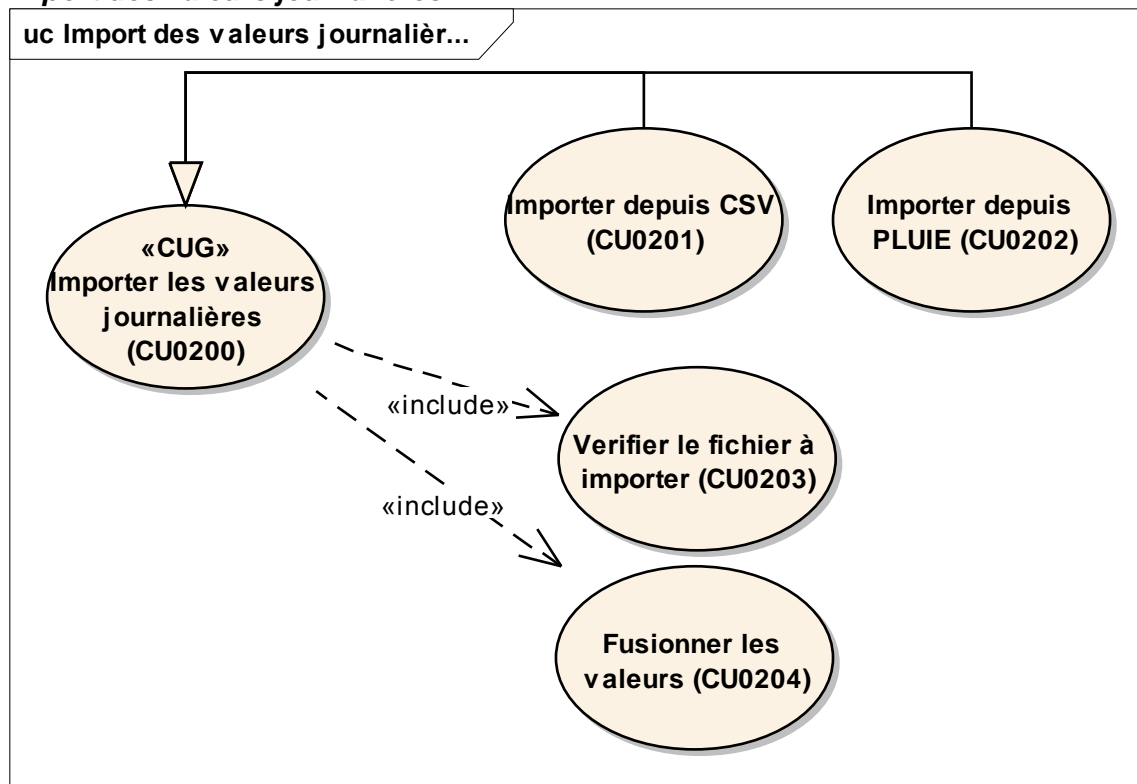 uc Import des valeurs journalièr...
«CUG»
Importer les valeurs
journalières
(CU0200)
Importer depuis CSV
(CU0201)
Importer depuis
PLUIE (CU0202)
«include»
Verifier le fichier à
importer (CU0203)
«include»
Fusionner les
valeurs (CU0204)